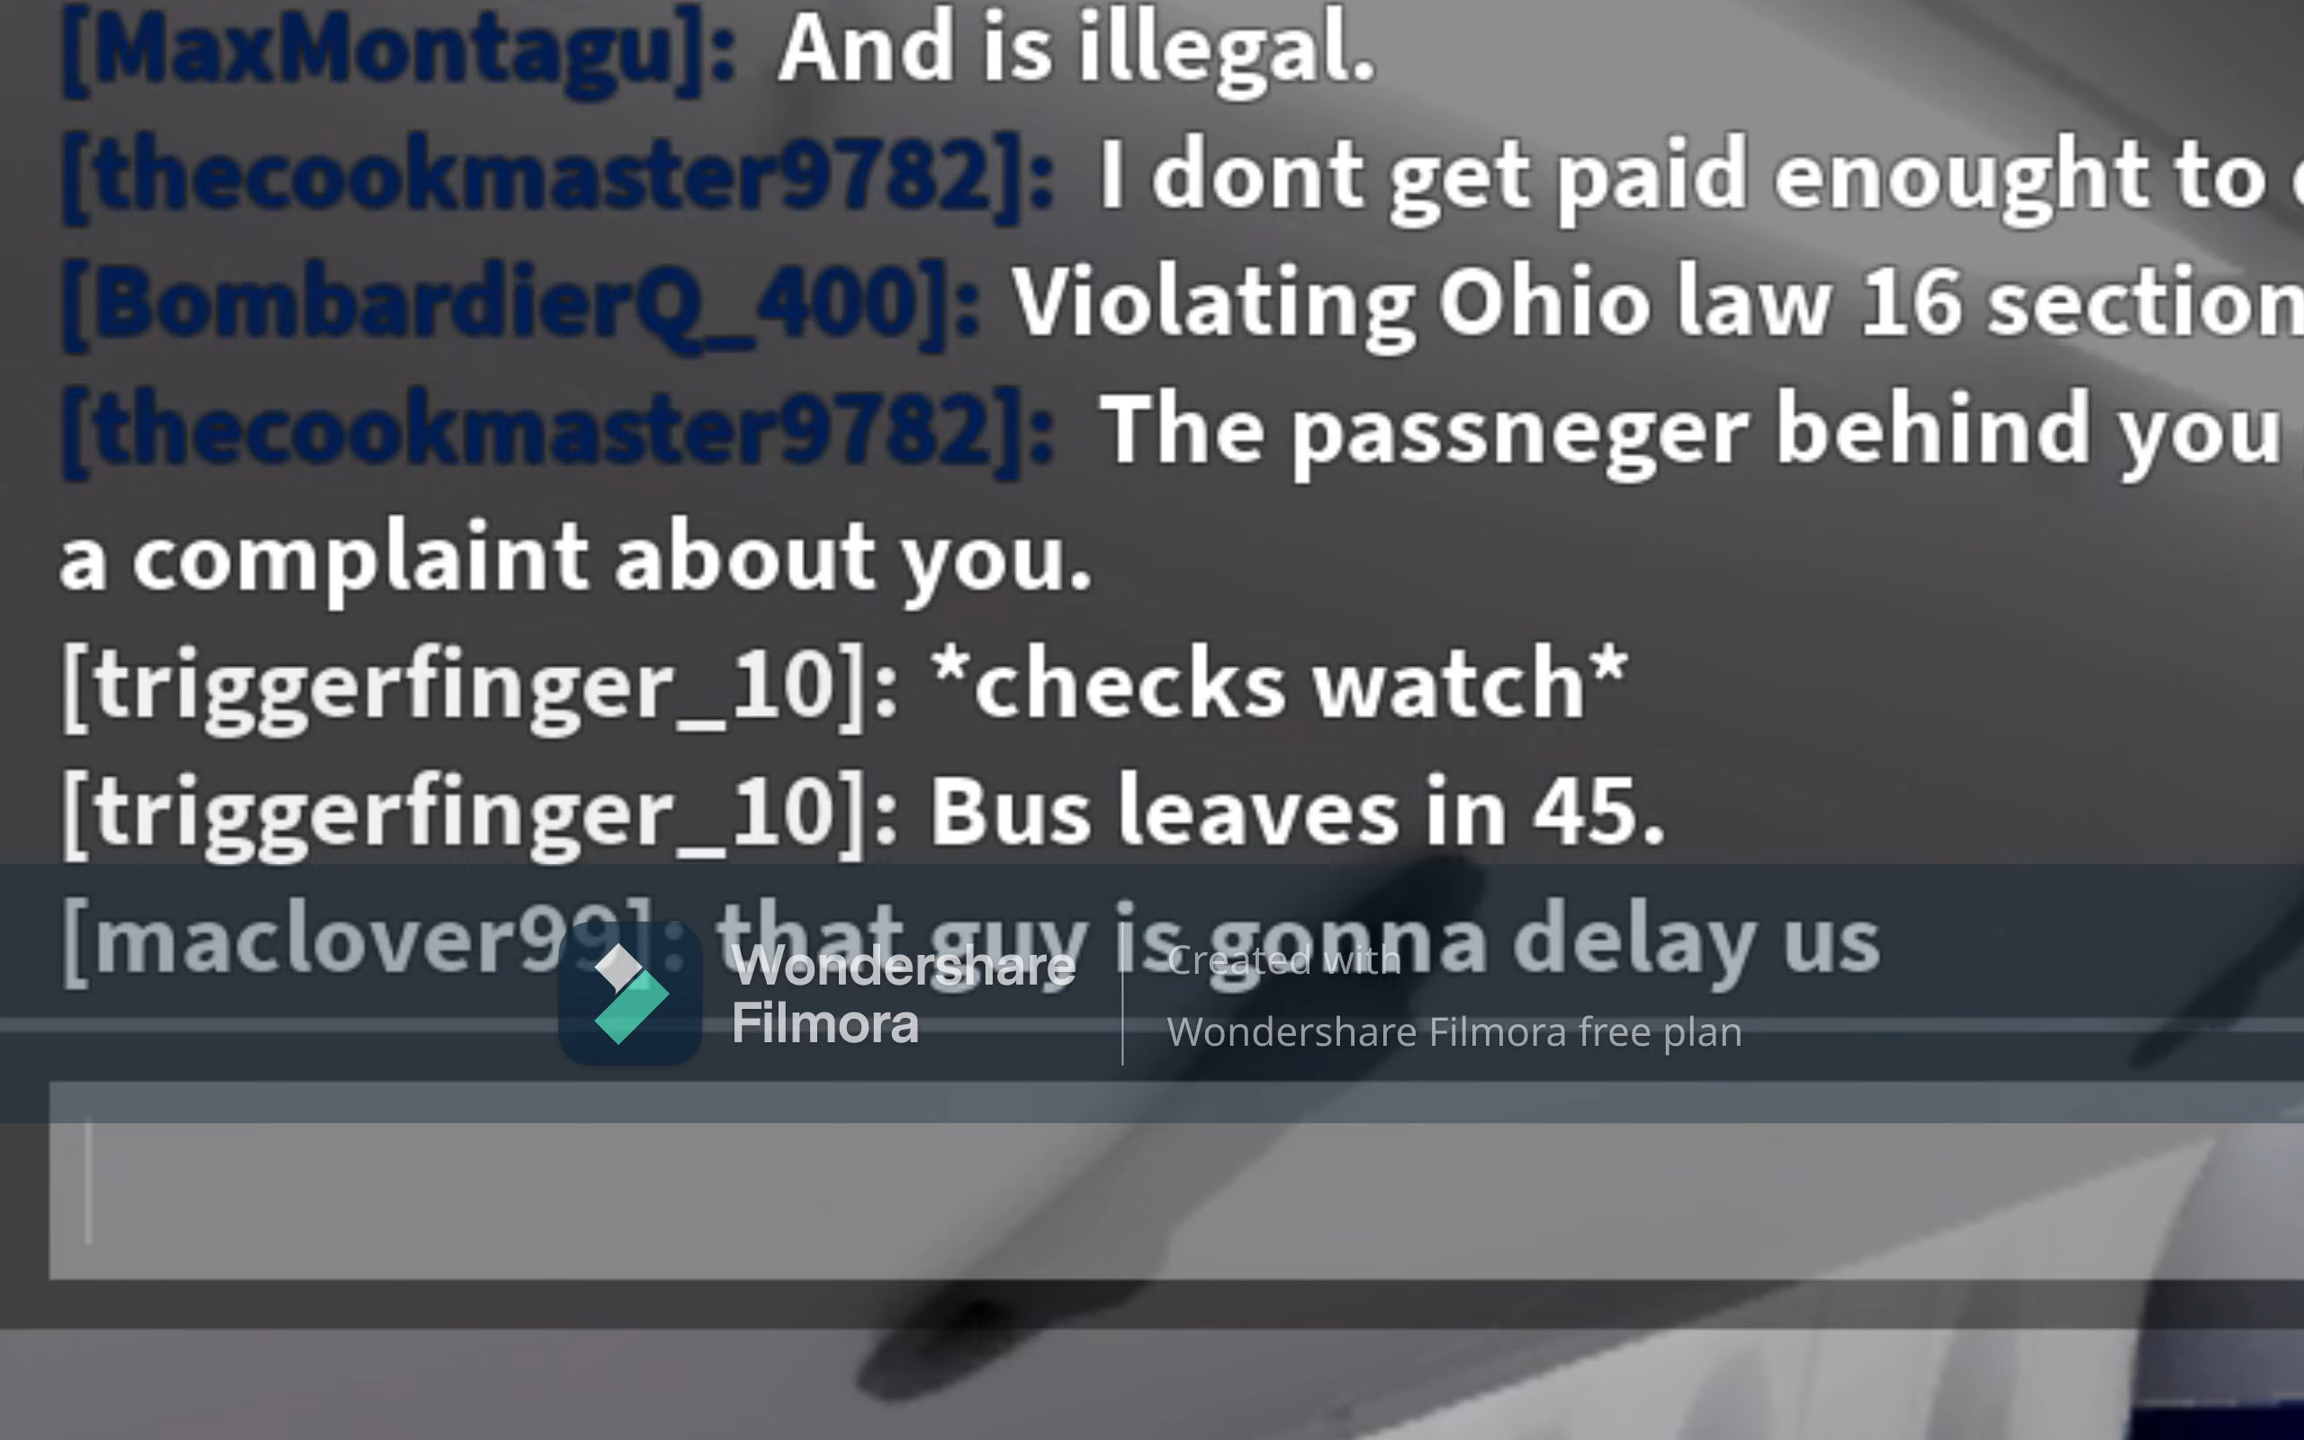 [MaxMontagu]: And is illegal.
[thecookmaster9782]: I dont get paid enought to
[BombardierQ_400]: Violating Ohio law 16 section
[thecookmaster9782]: The passneger behind you
a complaint about you.
[triggerfinger_10]: *checks watch*
[triggerfinger_10]: Bus leaves in 45.
[maclover99]: that guy is gonna delay us
Wondershare
Filmora
Created with
Wondershare Filmora free plan